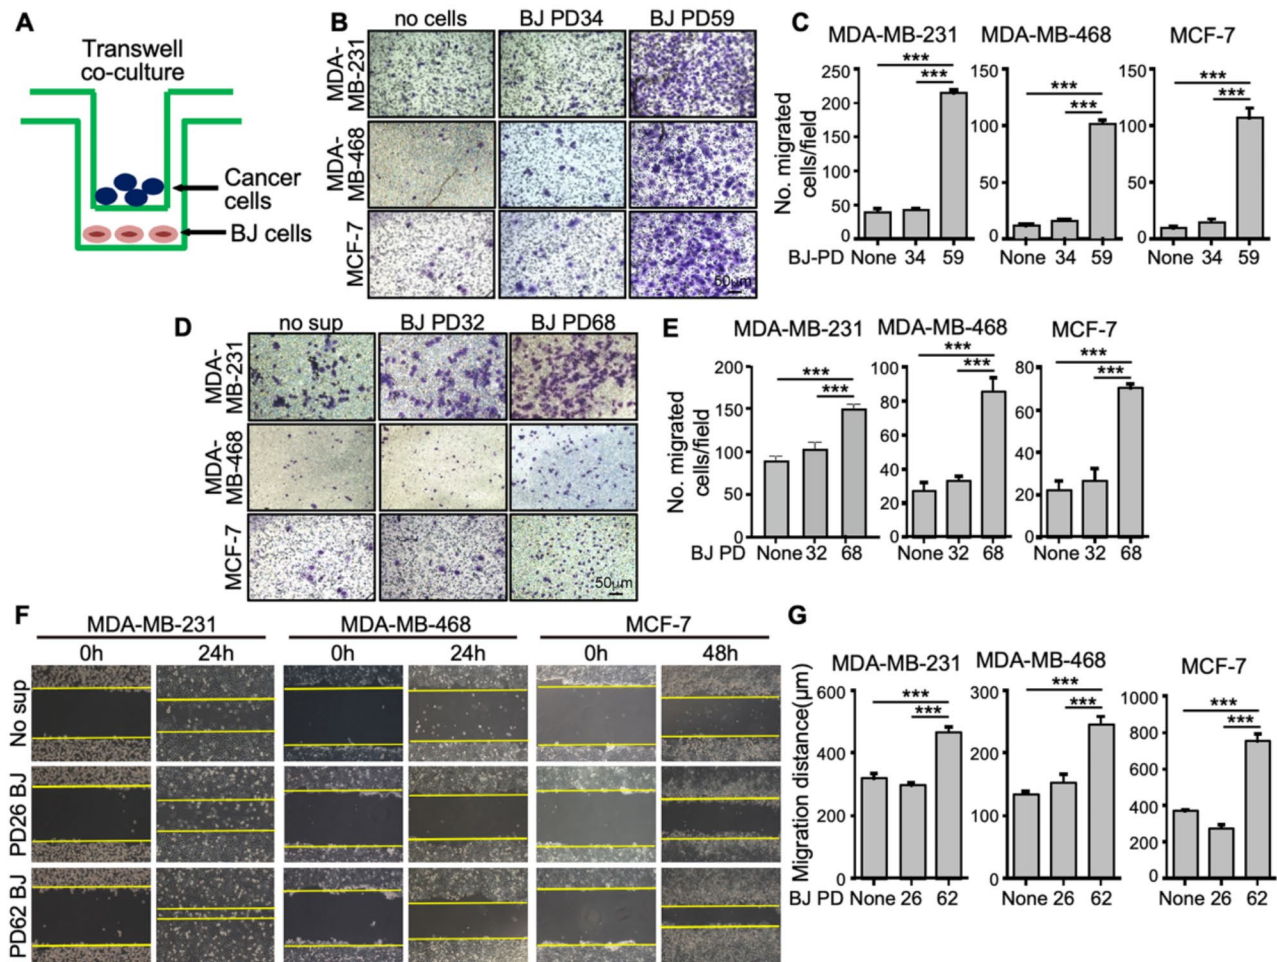 A
Transwell
co-culture
Cancer
cells
BJ cells
B
no cells BJ PD34 BJ PD59
MDA-
MB-231
MDA-
MB-468
MCF-7
50μm
C
MDA-MB-231 MDA-MB-468 MCF-7
No. migrated
cells/field
250
200
150
100
50
0
***
***
150
100
50
0
***
***
150
100
50
0
***
***
BJ-PD None 34 59 None 34 59 None 34 59
D
no sup BJ PD32 BJ PD68
MDA-
MB-231
MDA-
MB-468
MCF-7
50μm
E
MDA-MB-231 MDA-MB-468 MCF-7
No. migrated
cells/field
200
150
100
50
0
***
***
100
80
60
40
20
0
***
***
80
60
40
20
0
***
***
BJ PD None 32 68 None 32 68 None 32 68
F
MDA-MB-231 MDA-MB-468 MCF-7
0h 24h 0h 24h 0h 48h
No sup
PD26 BJ
PD62 BJ
G
MDA-MB-231 MDA-MB-468 MCF-7
Migration distance(μm)
600
400
200
0
***
***
300
200
100
0
***
***
1000
800
600
400
200
0
***
***
BJ PD None 26 62 None 26 62 None 26 62